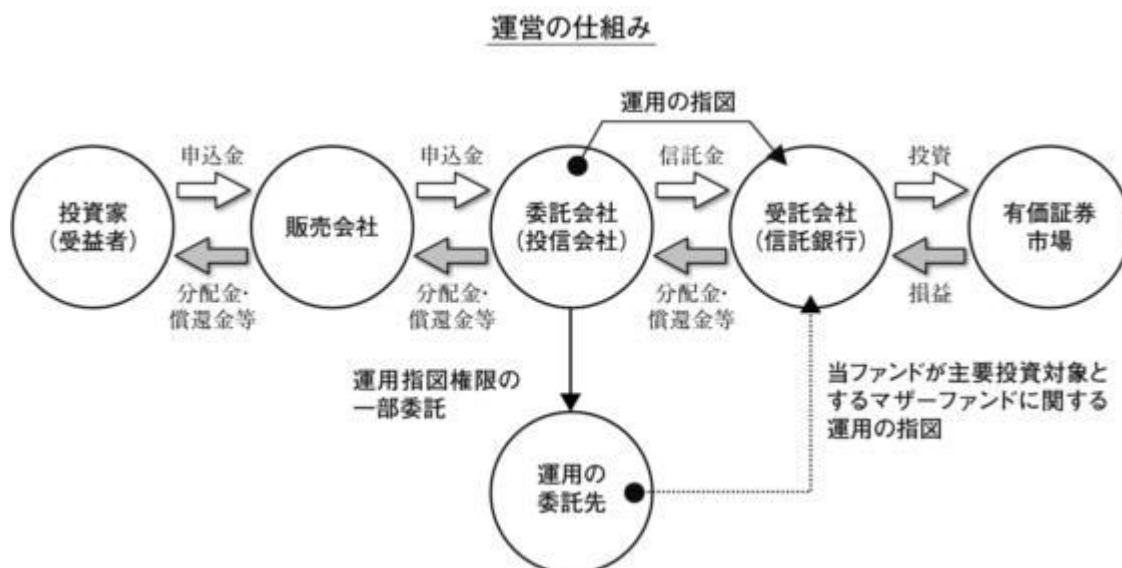 運営の仕組み
運用の指図
申込金
申込金
信託金
投資
投資家
(受益者)
販売会社
委託会社
(投信会社)
受託会社
(信託銀行)
有価証券
市場
分配金・
償還金等
分配金・
償還金等
分配金・
償還金等
損益
運用指図権限の
一部委託
当ファンドが主要投資対象と
するマザーファンドに関する
運用の指図
運用の
委託先